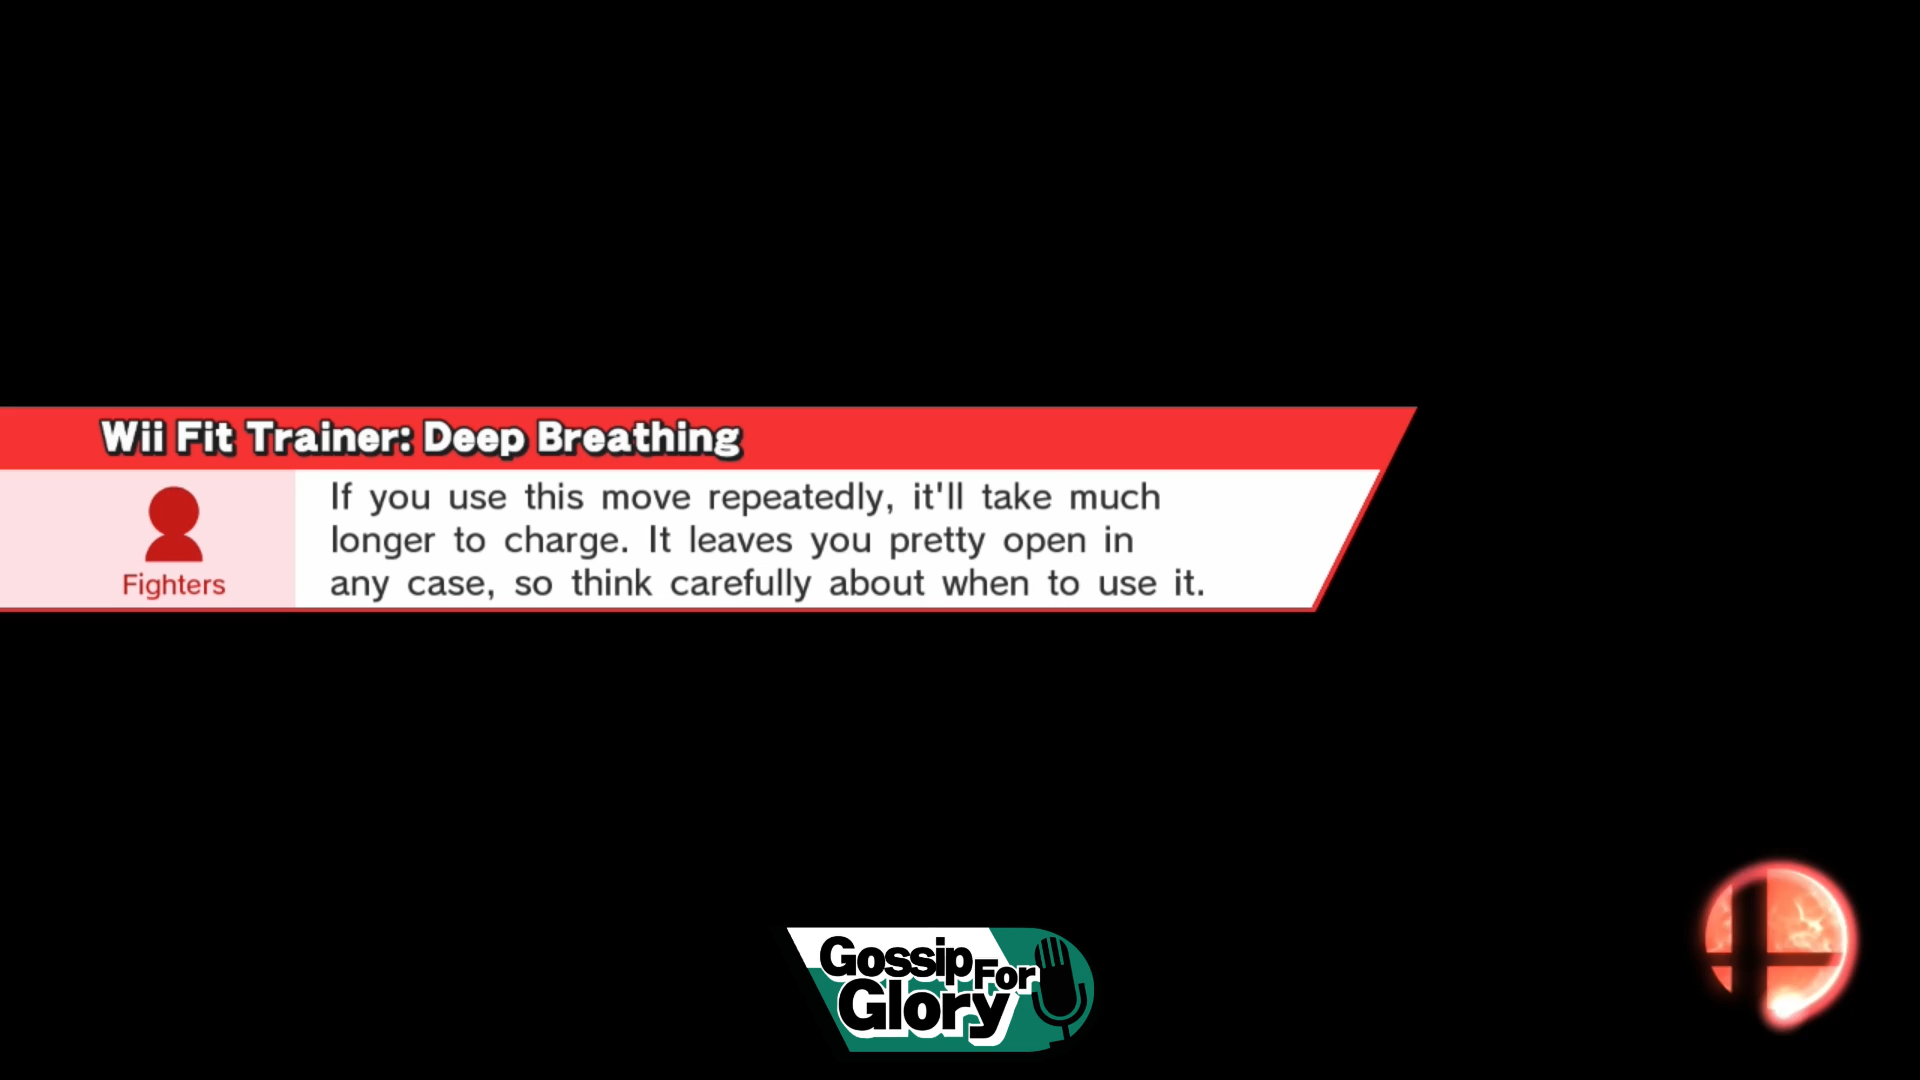 Wii Fit Trainer: Deep Breathing
If you use this move repeatedly, it'll take much
longer to charge. It leaves you pretty open in
any case, so think carefully about when to use it.
Fighters
Gossip For
Glory